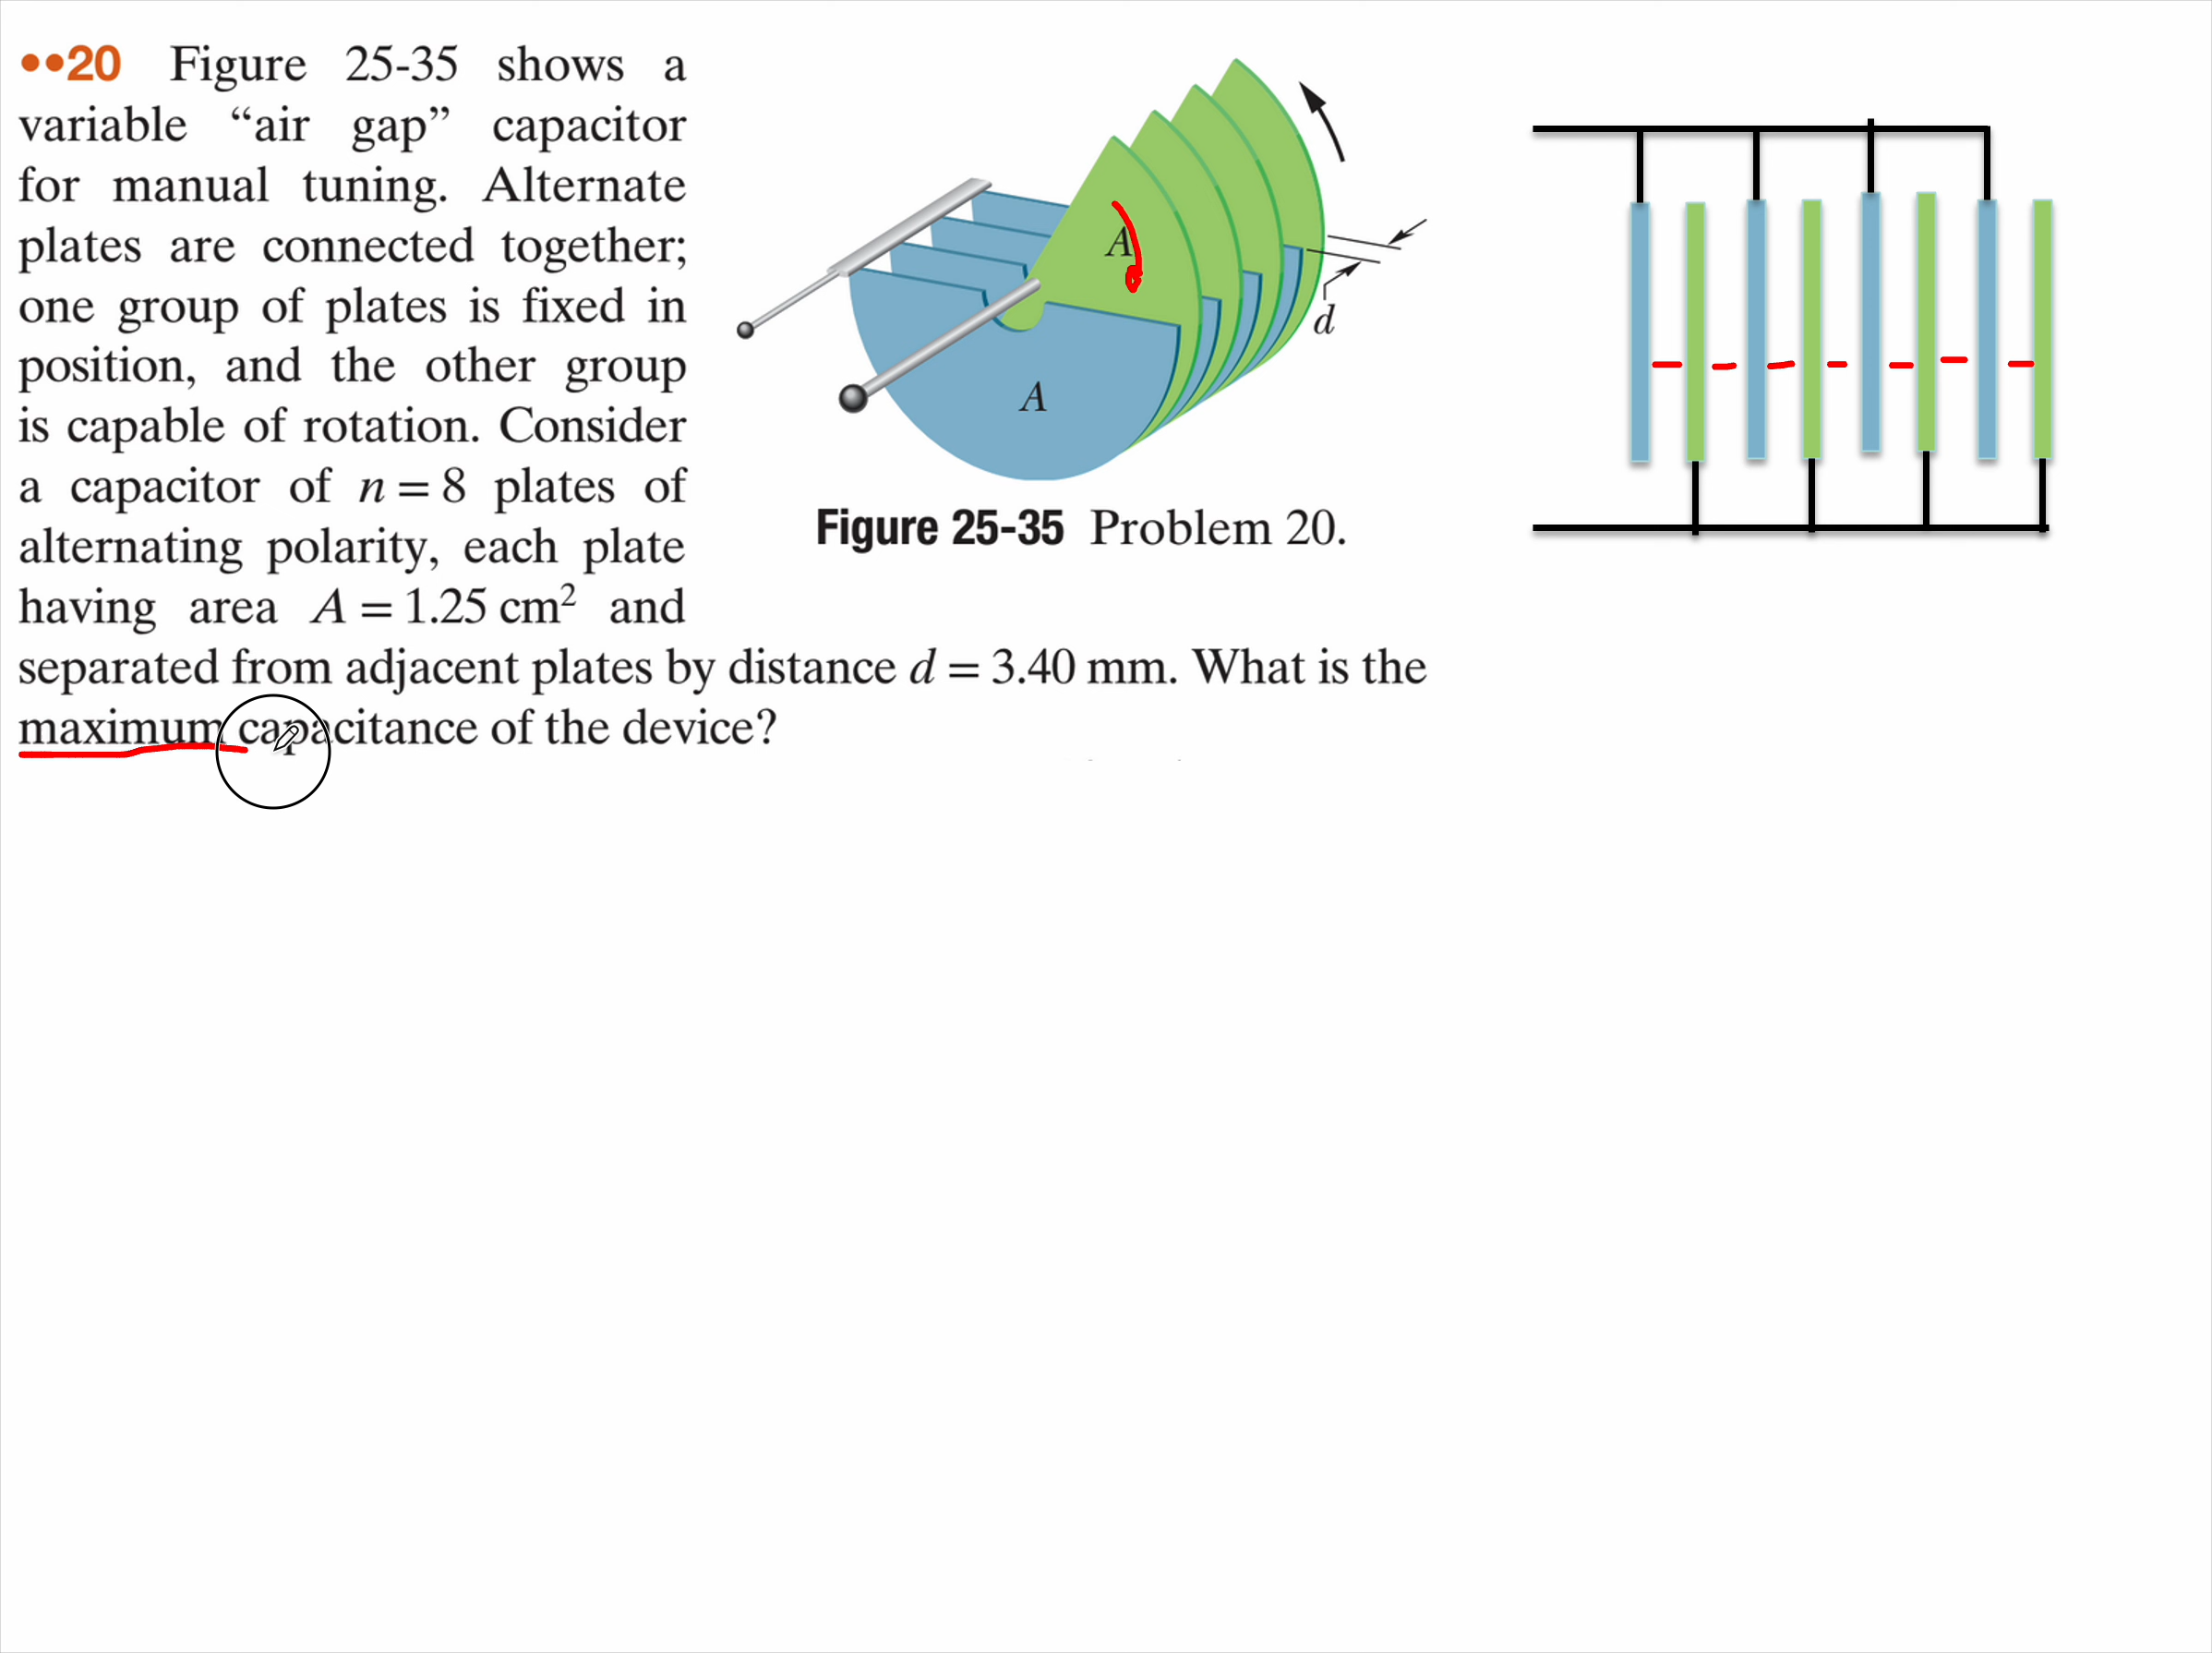 ••20 Figure 25-35 shows a
variable “air gap” capacitor
for manual tuning. Alternate
plates are connected together;
one group of plates is fixed in
position, and the other group
is capable of rotation. Consider
a capacitor of n = 8 plates of
alternating polarity, each plate
having area A = 1.25 cm² and
separated from adjacent plates by distance d = 3.40 mm. What is the
maximum capacitance of the device?
A
A
d
Figure 25-35 Problem 20.